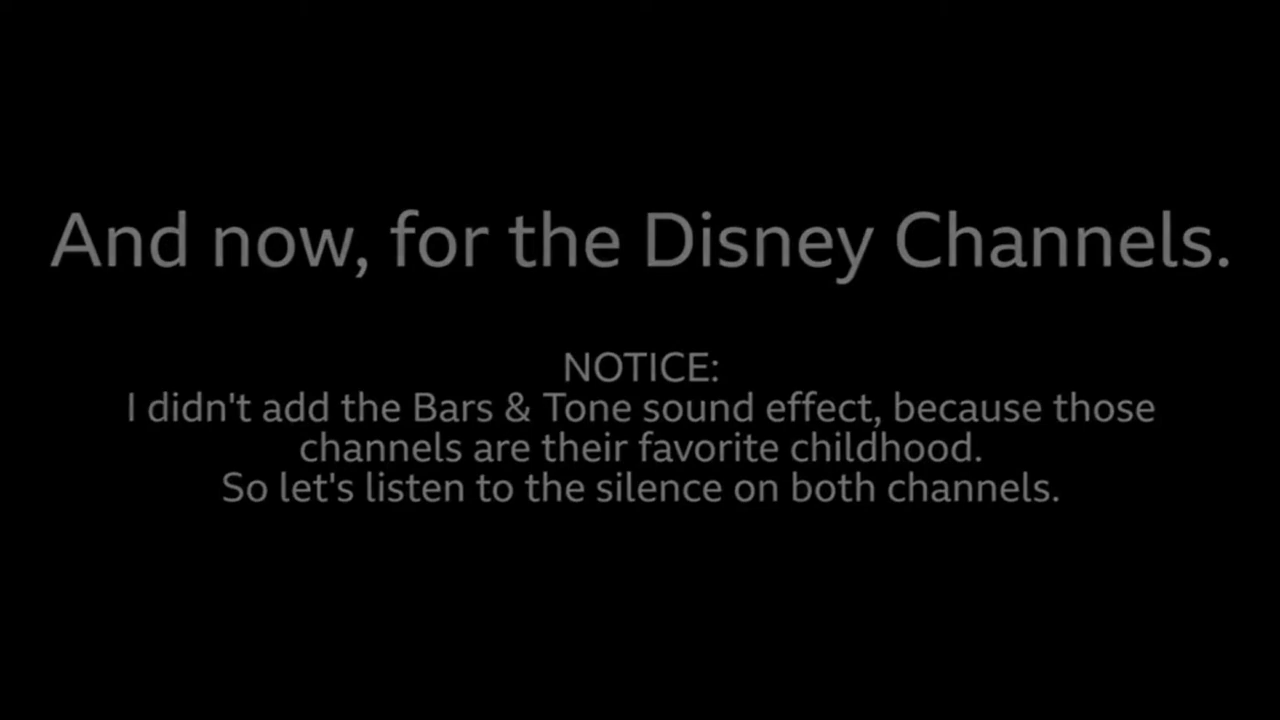 And now, for the Disney Channels.
NOTICE:
I didn't add the Bars & Tone sound effect, because those
channels are their favorite childhood.
So let's listen to the silence on both channels.